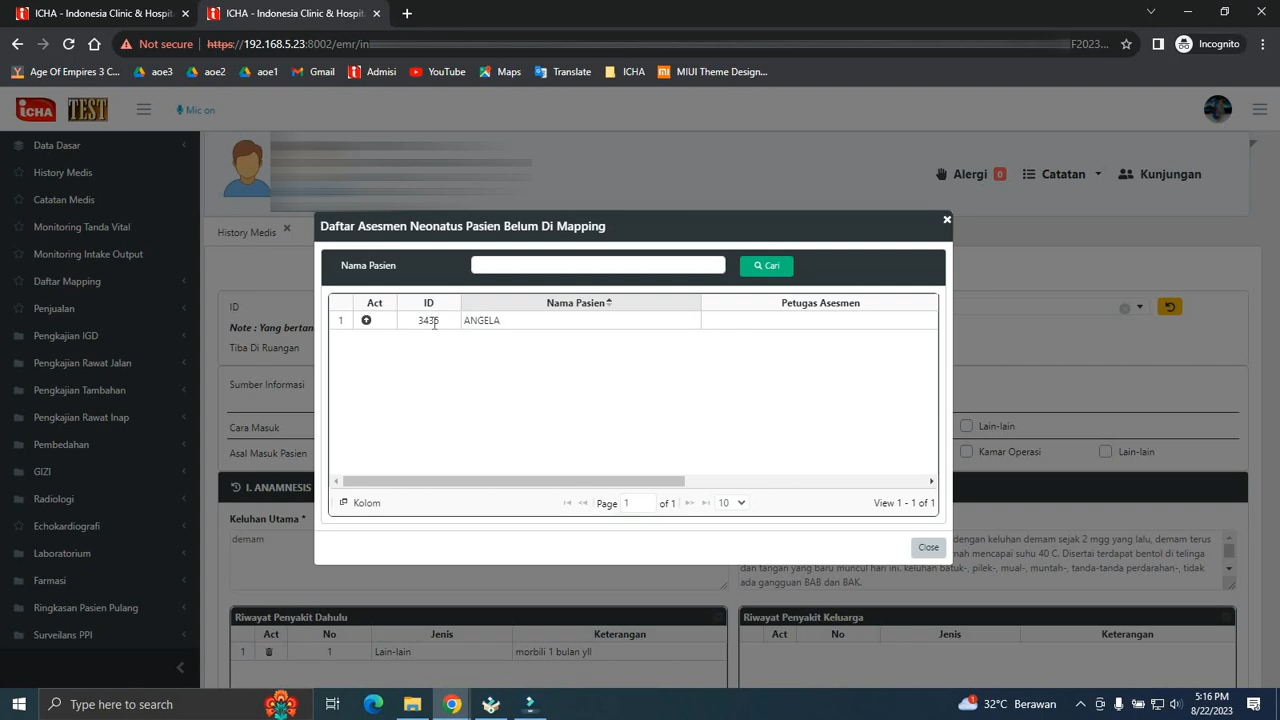 ICHA - Indonesia Clinic & Hospit
ICHA - Indonesia Clinic & Hospit
Not secure https://192.168.5.23:8002/emr/in F2023... Incognito
Age Of Empires 3 C... aoe3 aoe2 aoe1 Gmail Admisi YouTube Maps Translate ICHA MIUI Theme Design...
iCHA TEST Mic on
Data Dasar
History Medis
Catatan Medis
Monitoring Tanda Vital
Monitoring Intake Output
Daftar Mapping
Penjualan
Pengkajian IGD
Pengkajian Rawat Jalan
Pengkajian Tambahan
Pengkajian Rawat Inap
Pembedahan
GIZI
Radiologi
Echokardiografi
Laboratorium
Farmasi
Ringkasan Pasien Pulang
Surveilans PPI
Alergi 0 Catatan Kunjungan
History Medis
ID
Note : Yang bertan
Tiba Di Ruangan
Sumber Informasi
Cara Masuk
Lain-lain
Asal Masuk Pasien
Kamar Operasi Lain-lain
Daftar Asesmen Neonatus Pasien Belum Di Mapping
Nama Pasien Cari
Act ID Nama Pasien Petugas Asesmen
1 3436 ANGELA
Kolom Page 1 of 1 10 View 1 - 1 of 1
Close
I. ANAMNESIS
Keluhan Utama *
demam
dengan keluhan demam sejak 2 mgg yang lalu, demam terus
mah mencapai suhu 40 C. Disertai terdapat bentol di telinga
dan tangan yang baru muncul hari ini, keluhan batuk-, pilek-, mual-, muntah-, tanda-tanda perdarahan-, tidak
ada gangguan BAB dan BAK.
Riwayat Penyakit Dahulu
Act No Jenis Keterangan
1 1 Lain-lain morbili 1 bulan yll
Riwayat Penyakit Keluarga
Act No Jenis Keterangan
Type here to search
32°C Berawan
5:16 PM
8/22/2023